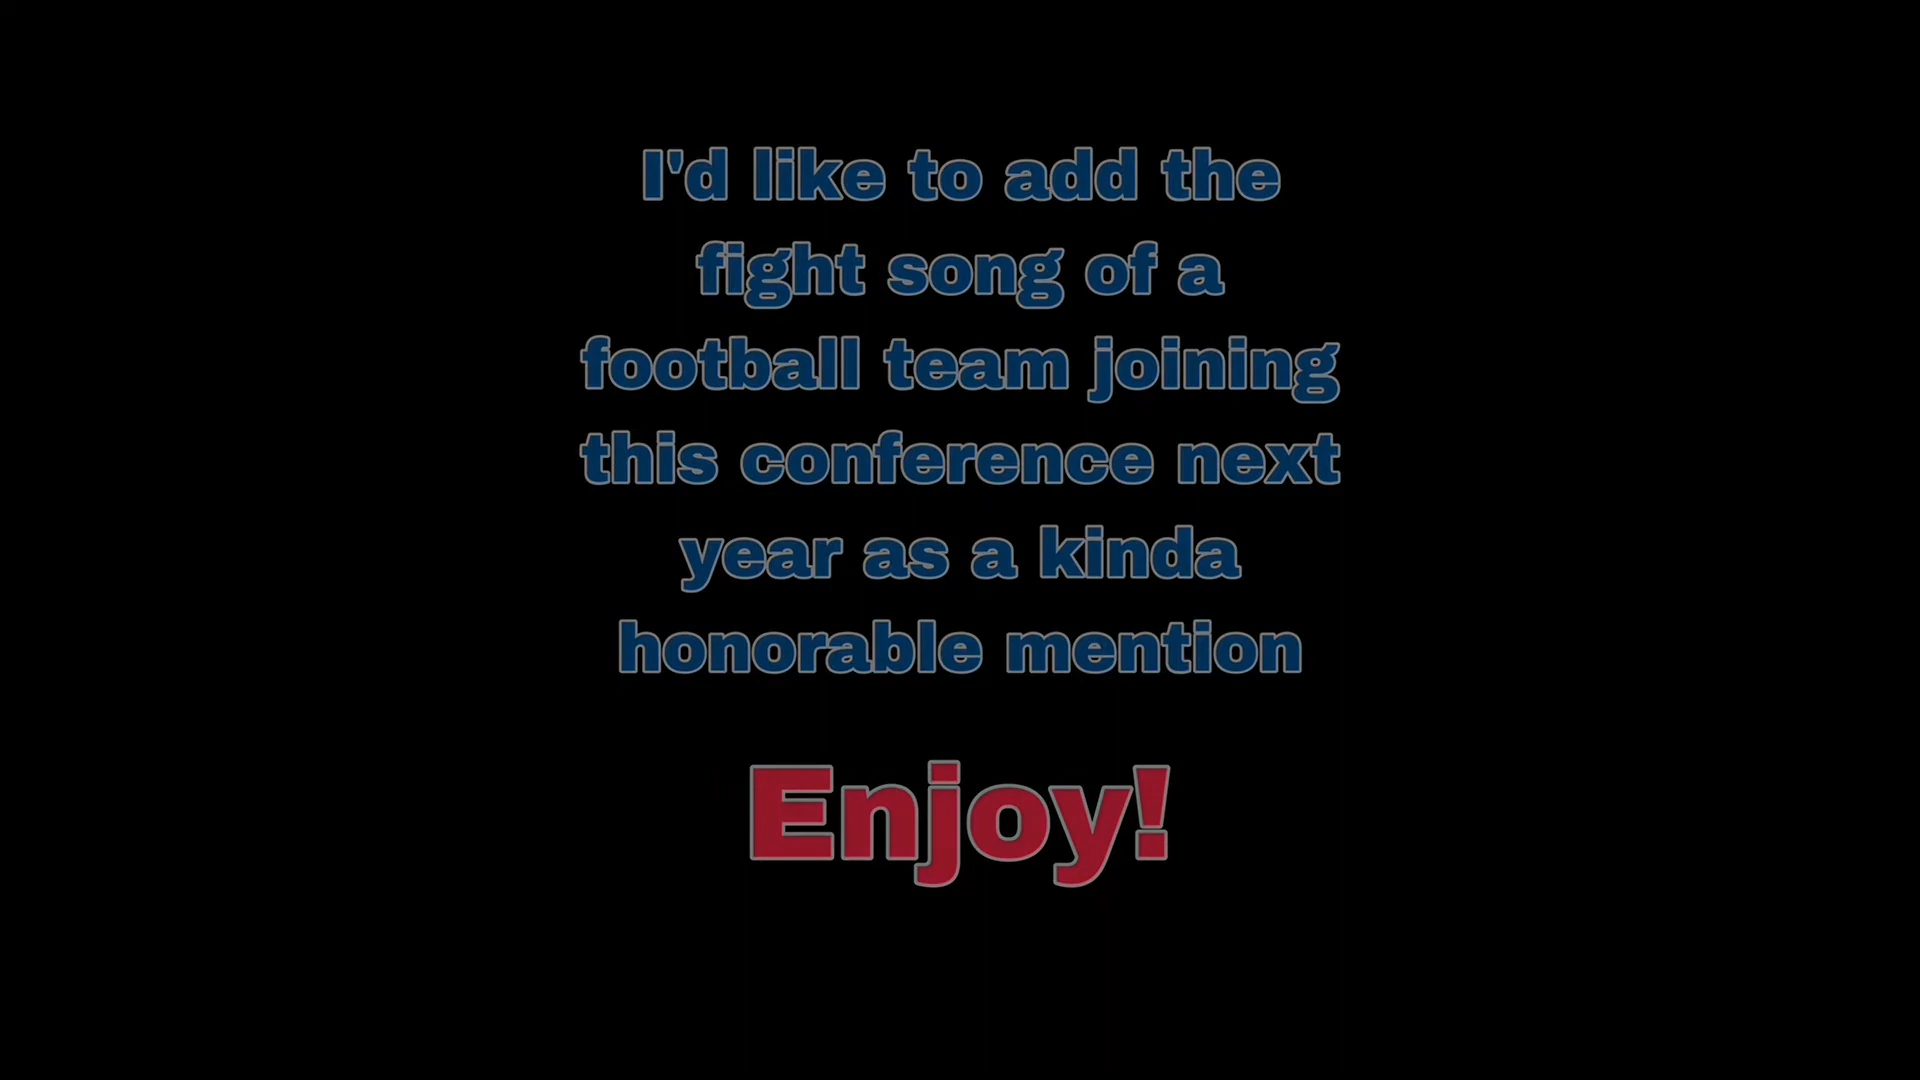 I'd like to add the
fight song of a
football team joining
this conference next
year as a kinda
honorable mention
Enjoy!